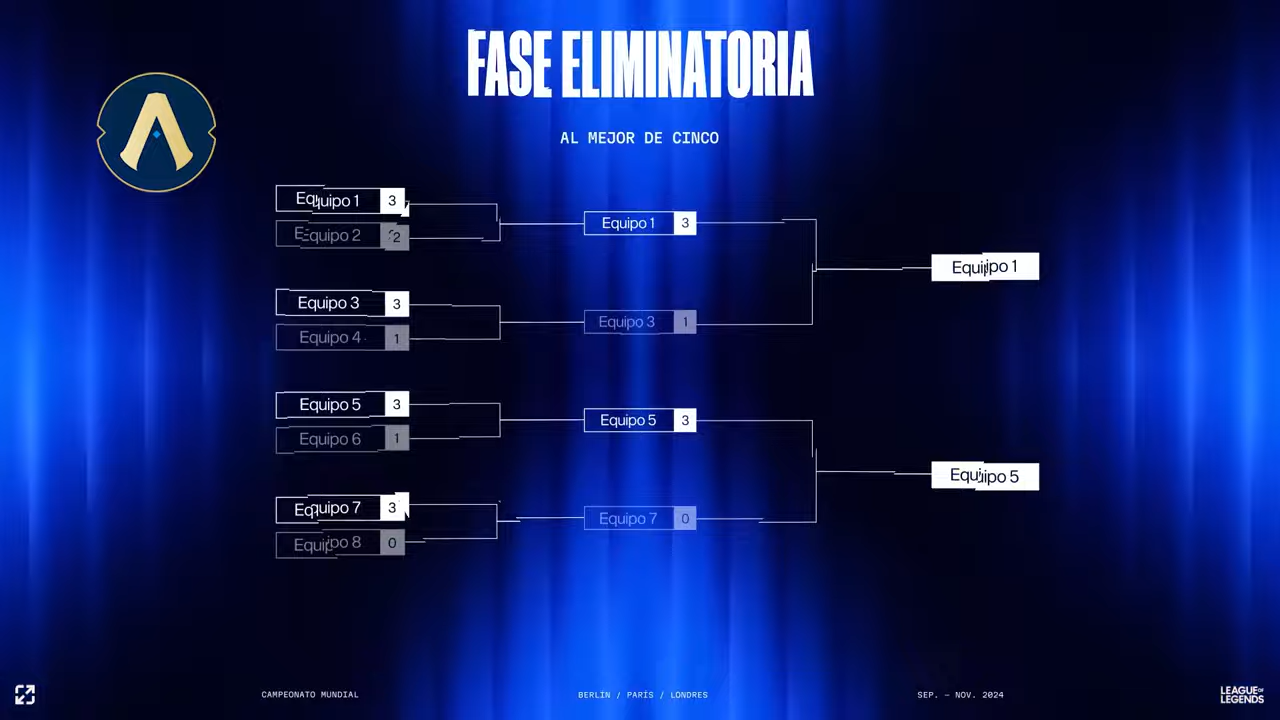 FASE ELIMINATORIA
AL MEJOR DE CINCO
Equipo 1 3
Equipo 2 2
Equipo 3 3
Equipo 4 1
Equipo 5 3
Equipo 6 1
Equipo 7 3
Equipo 8 0
Equipo 1 3
Equipo 3 1
Equipo 5 3
Equipo 7 0
Equipo 1
Equipo 5
CAMPEONATO MUNDIAL
BERLÍN / PARÍS / LONDRES
SEP. – NOV. 2024
LEAGUE OF
LEGENDS